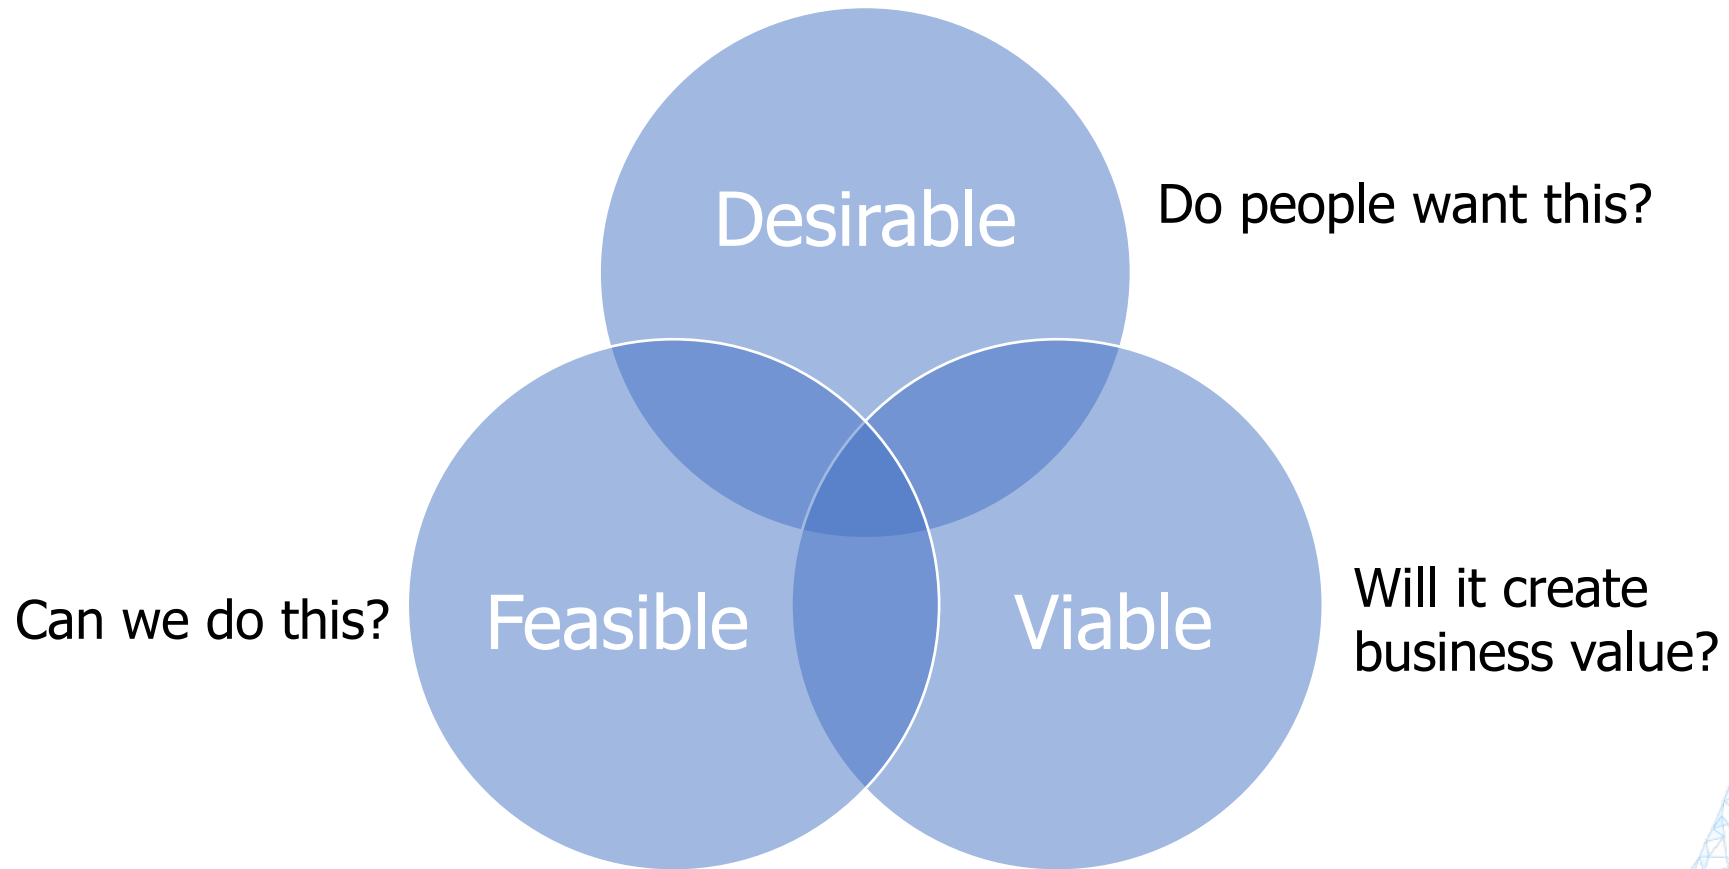 Desirable
Do people want this?
Can we do this?
Feasible
Viable
Will it create
business value?